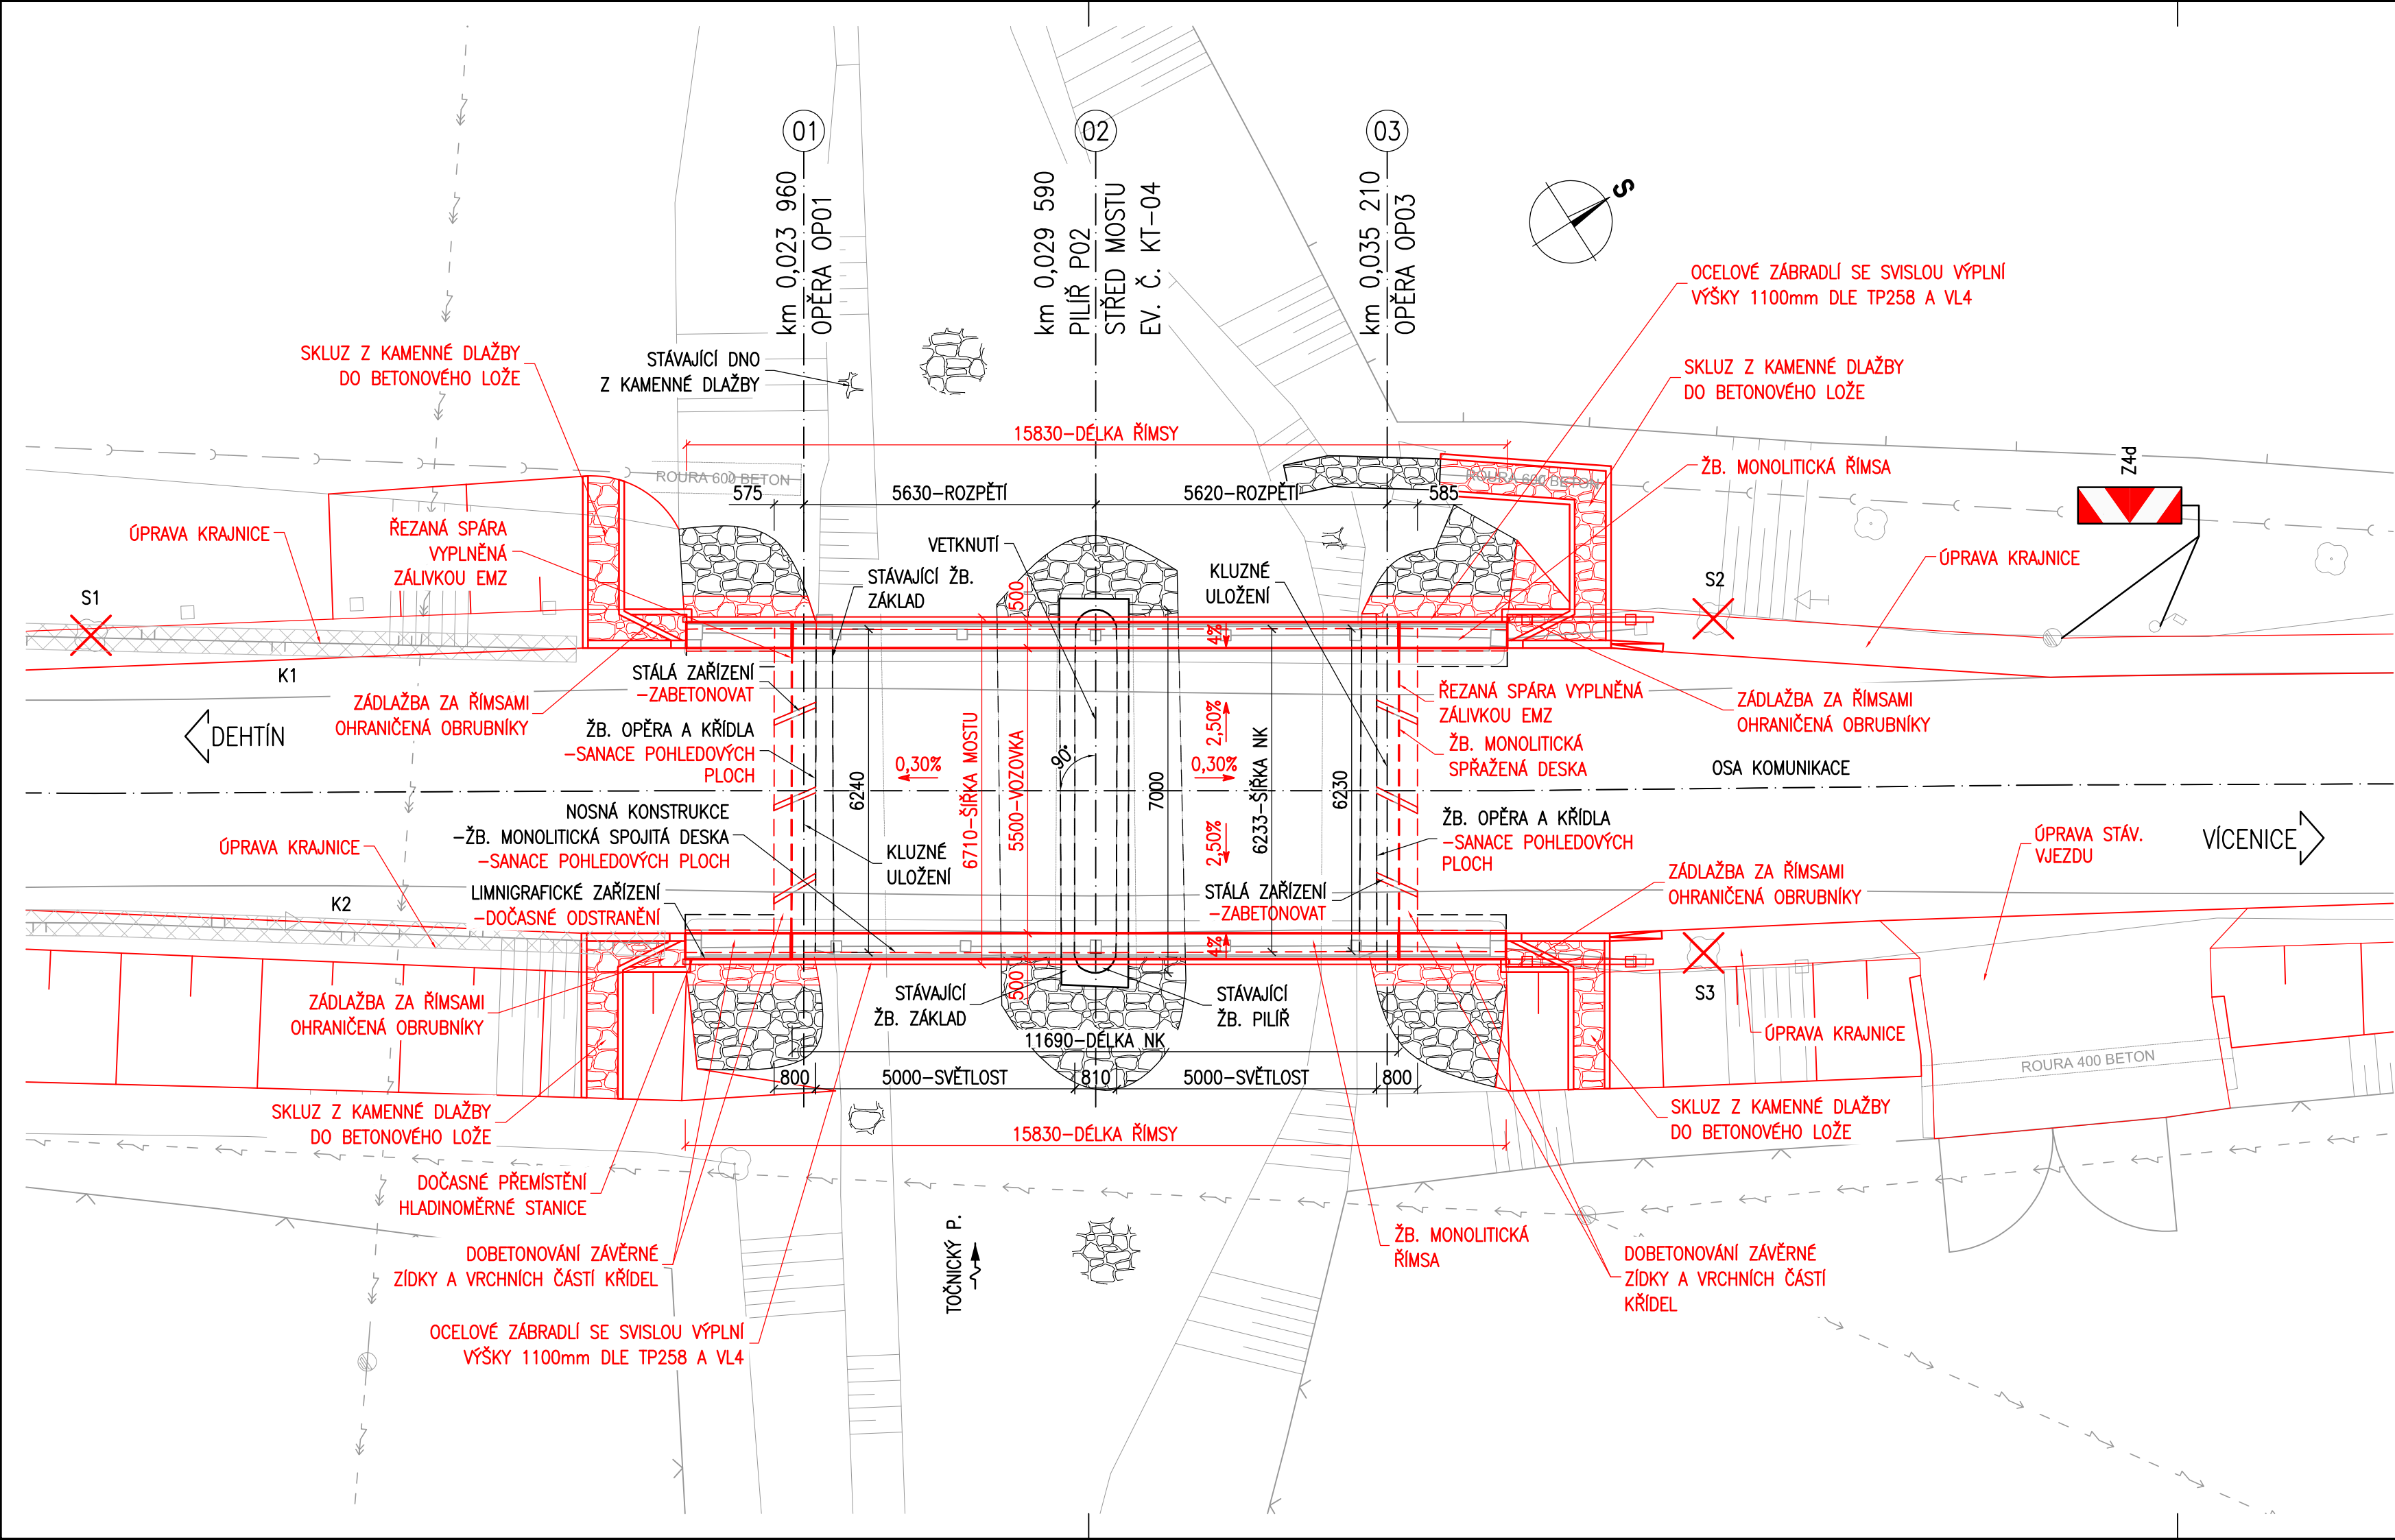 01
02
03
km 0,023 960
OPĚRA OP01
km 0,029 590
PILÍŘ P02
STŘED MOSTU
EV. Č. KT-04
km 0,035 210
OPĚRA OP03
S
OCELOVÉ ZÁBRADLÍ SE SVISLOU VÝPLNÍ
VÝŠKY 1100mm DLE TP258 A VL4
SKLUZ Z KAMENNÉ DLAŽBY
DO BETONOVÉHO LOŽE
STÁVAJÍCÍ DNO
Z KAMENNÉ DLAŽBY
SKLUZ Z KAMENNÉ DLAŽBY
DO BETONOVÉHO LOŽE
15830-DÉLKA ŘÍMSY
ŽB. MONOLITICKÁ ŘÍMSA
Z4d
ROURA 600 BETON
ROURA 600 BETON
575
5630-ROZPĚTÍ
5620-ROZPĚTÍ
585
ÚPRAVA KRAJNICE
ŘEZANÁ SPÁRA
VYPLNĚNÁ
ZÁLIVKOU EMZ
VETKNUTÍ
STÁVAJÍCÍ ŽB.
ZÁKLAD
KLUZNÉ
ULOŽENÍ
ÚPRAVA KRAJNICE
S1
S2
500
4%
K1
STÁLÁ ZAŘÍZENÍ
-ZABETONOVAT
ZÁDLAŽBA ZA ŘÍMSAMI
OHRANIČENÁ OBRUBNÍKY
ŘEZANÁ SPÁRA VYPLNĚNÁ
ZÁLIVKOU EMZ
ZÁDLAŽBA ZA ŘÍMSAMI
OHRANIČENÁ OBRUBNÍKY
DEHTÍN
ŽB. OPĚRA A KŘÍDLA
-SANACE POHLEDOVÝCH
PLOCH
ŽB. MONOLITICKÁ
SPŘAŽENÁ DESKA
0,30%
0,30%
2,50%
2,50%
6240
6710-ŠÍŘKA MOSTU
5500-VOZOVKA
90°
7000
6233-ŠÍŘKA NK
6230
OSA KOMUNIKACE
NOSNÁ KONSTRUKCE
-ŽB. MONOLITICKÁ SPOJITÁ DESKA
-SANACE POHLEDOVÝCH PLOCH
ŽB. OPĚRA A KŘÍDLA
-SANACE POHLEDOVÝCH
PLOCH
ÚPRAVA KRAJNICE
KLUZNÉ
ULOŽENÍ
ÚPRAVA STÁV.
VJEZDU
VÍCENICE
K2
LIMNIGRAFICKÉ ZAŘÍZENÍ
-DOČASNÉ ODSTRANĚNÍ
STÁLÁ ZAŘÍZENÍ
-ZABETONOVAT
ZÁDLAŽBA ZA ŘÍMSAMI
OHRANIČENÁ OBRUBNÍKY
4%
500
S3
ZÁDLAŽBA ZA ŘÍMSAMI
OHRANIČENÁ OBRUBNÍKY
STÁVAJÍCÍ
ŽB. ZÁKLAD
STÁVAJÍCÍ
ŽB. PILÍŘ
ÚPRAVA KRAJNICE
11690-DÉLKA NK
ROURA 400 BETON
800
5000-SVĚTLOST
810
5000-SVĚTLOST
800
SKLUZ Z KAMENNÉ DLAŽBY
DO BETONOVÉHO LOŽE
SKLUZ Z KAMENNÉ DLAŽBY
DO BETONOVÉHO LOŽE
15830-DÉLKA ŘÍMSY
DOČASNÉ PŘEMÍSTĚNÍ
HLADINOMĚRNÉ STANICE
TOČNICKÝ P.
ŽB. MONOLITICKÁ
ŘÍMSA
DOBETONOVÁNÍ ZÁVĚRNÉ
ZÍDKY A VRCHNÍCH ČÁSTÍ KŘÍDEL
DOBETONOVÁNÍ ZÁVĚRNÉ
ZÍDKY A VRCHNÍCH ČÁSTÍ
KŘÍDEL
OCELOVÉ ZÁBRADLÍ SE SVISLOU VÝPLNÍ
VÝŠKY 1100mm DLE TP258 A VL4